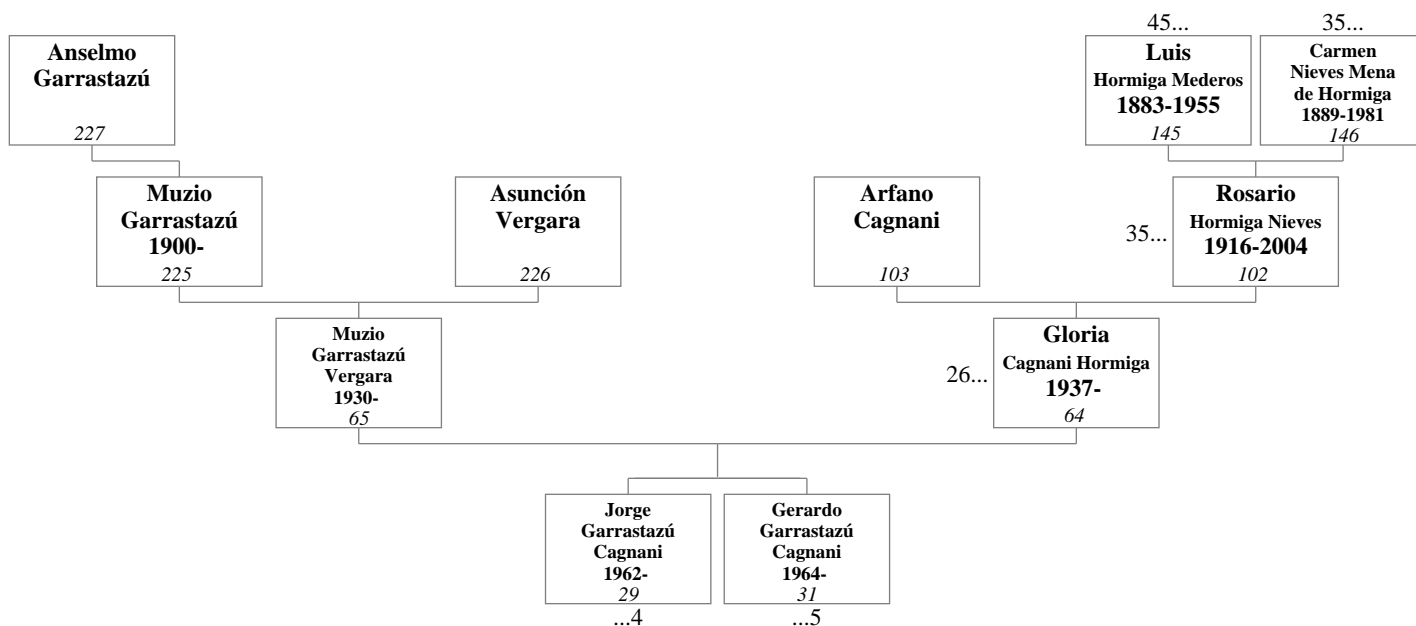 45...
35...
Anselmo
Garrastazú
227
Luis
Hormiga Mederos
1883-1955
145
Carmen
Nieves Mena
de Hormiga
1889-1981
146
Muzio
Garrastazú
1900-
225
Asunción
Vergara
226
Arfano
Cagnani
103
35...
Rosario
Hormiga Nieves
1916-2004
102
Muzio
Garrastazú
Vergara
1930-
65
26...
Gloria
Cagnani Hormiga
1937-
64
Jorge
Garrastazú
Cagnani
1962-
29
...4
Gerardo
Garrastazú
Cagnani
1964-
31
...5